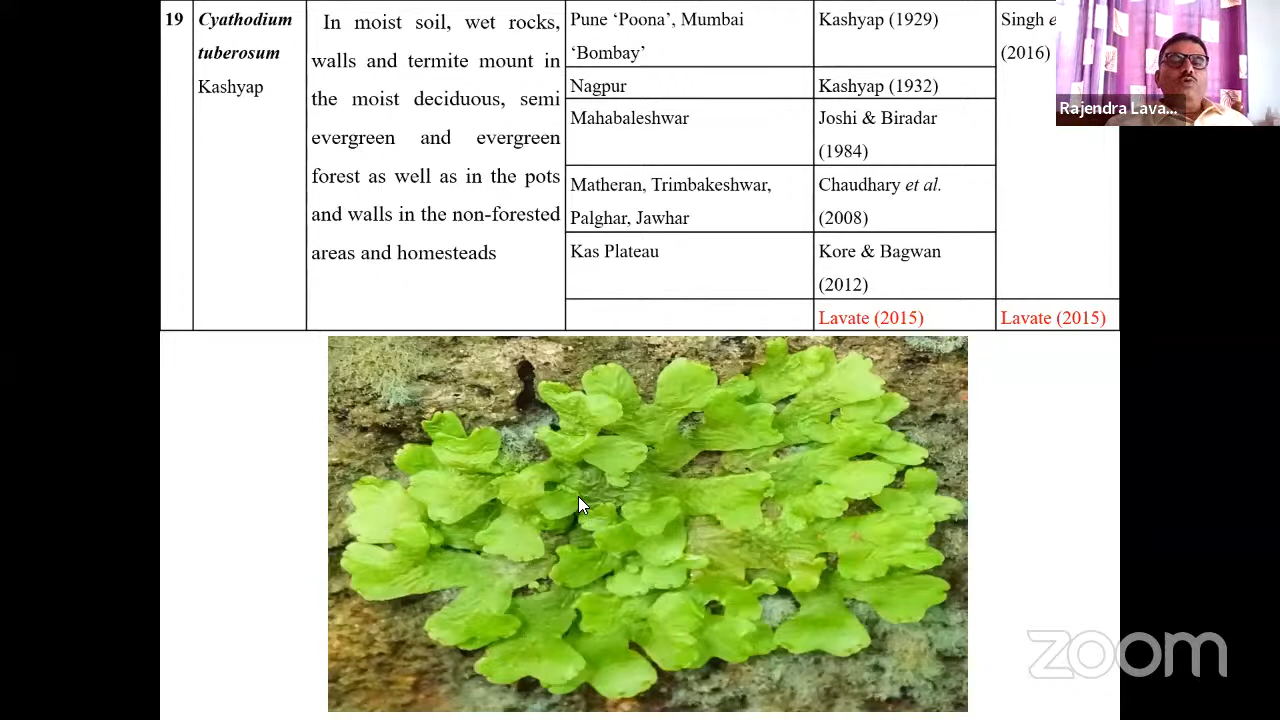 19
Cyathodium
tuberosum
Kashyap
In moist soil, wet rocks,
walls and termite mount in
the moist deciduous, semi
evergreen and evergreen
forest as well as in the pots
and walls in the non-forested
areas and homesteads
Pune ‘Poona’, Mumbai
‘Bombay’
Kashyap (1929)
Singh e
(2016)
Nagpur
Kashyap (1932)
Mahabaleshwar
Joshi & Biradar
(1984)
Matheran, Trimbakeshwar,
Palghar, Jawhar
Chaudhary et al.
(2008)
Kas Plateau
Kore & Bagwan
(2012)
Lavate (2015)
Lavate (2015)
Rajendra Lava...
zoom